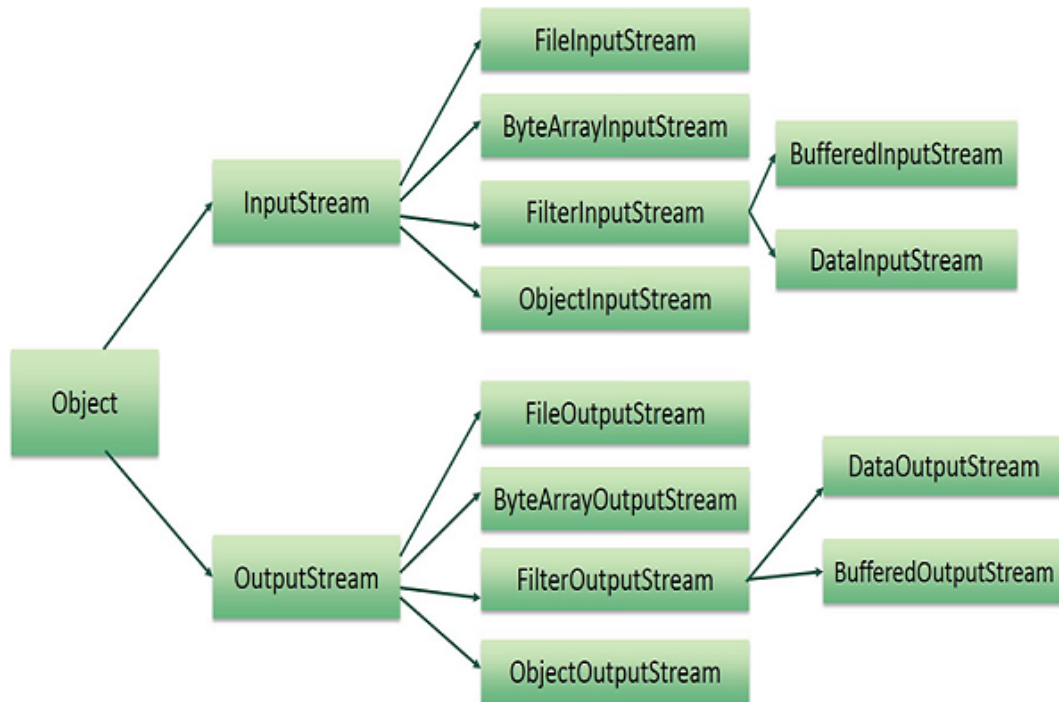 Object
InputStream
FileInputStream
ByteArrayInputStream
FilterInputStream
BufferedInputStream
DataInputStream
ObjectInputStream
OutputStream
FileOutputStream
ByteArrayOutputStream
FilterOutputStream
DataOutputStream
BufferedOutputStream
ObjectOutputStream